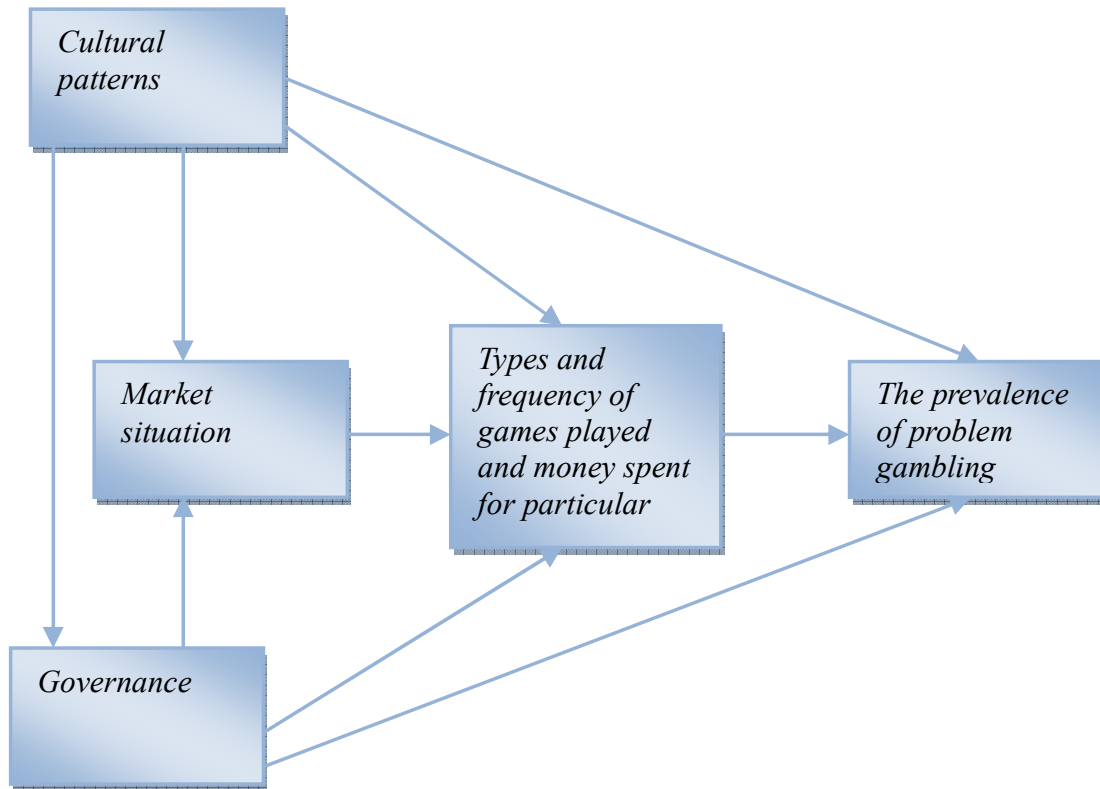 Cultural
patterns
Market
situation
Types and
frequency of
games played
and money spent
for particular
The prevalence
of problem
gambling
Governance